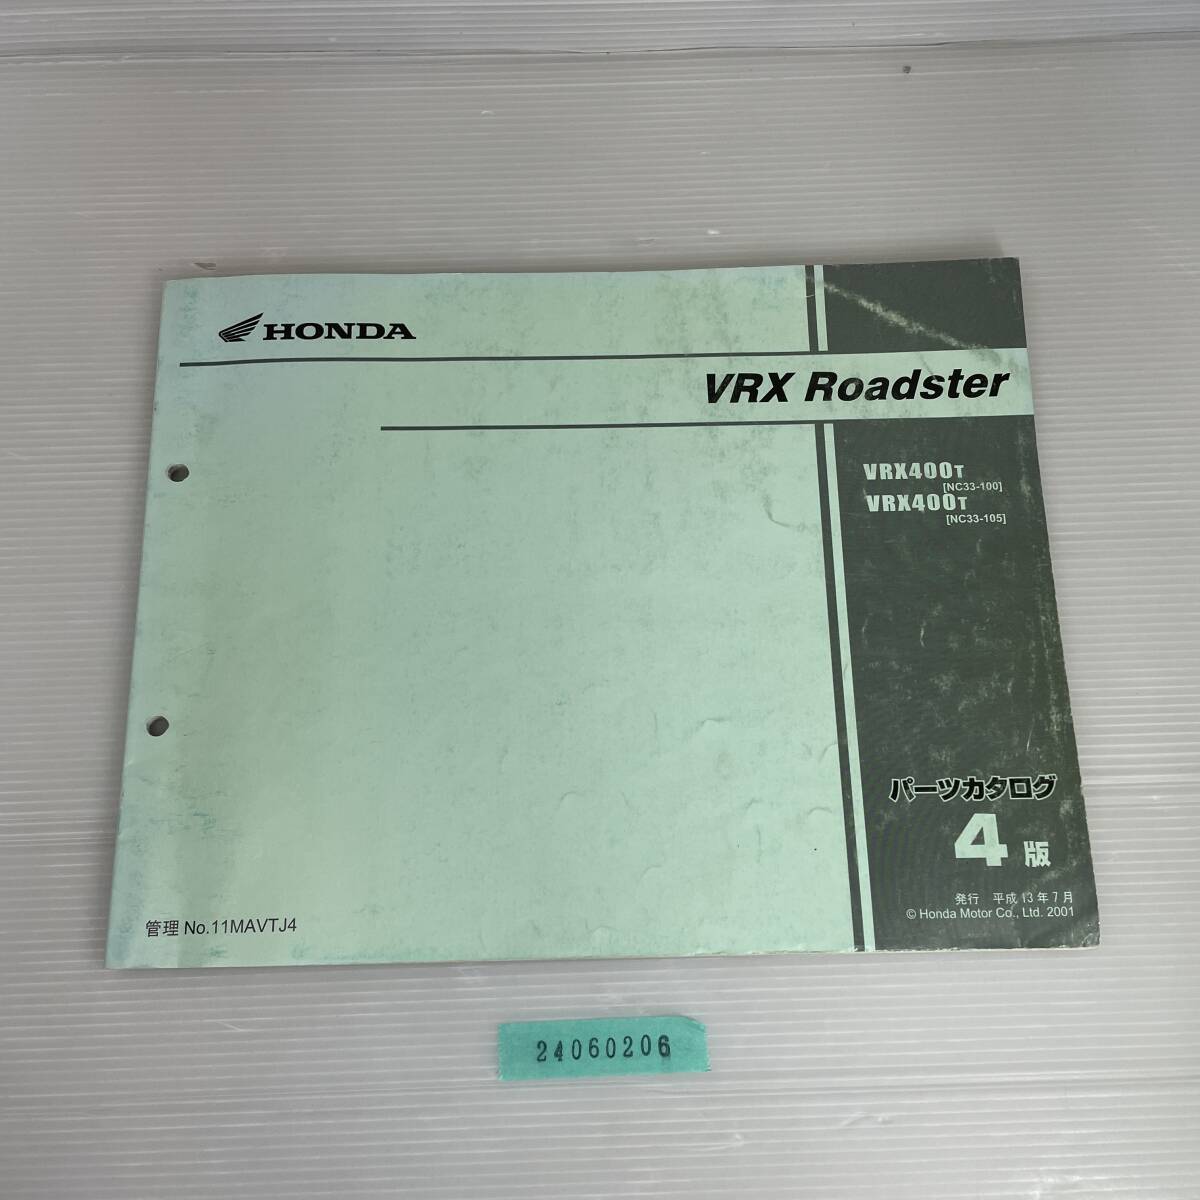 HONDA
VRX Roadster
VRX400T
[NC33-100]
VRX400T
[NC33-105]
パーツカタログ
4版
発行 平成13年7月
© Honda Motor Co., Ltd. 2001
管理 No.11MAVTJ4
24060206